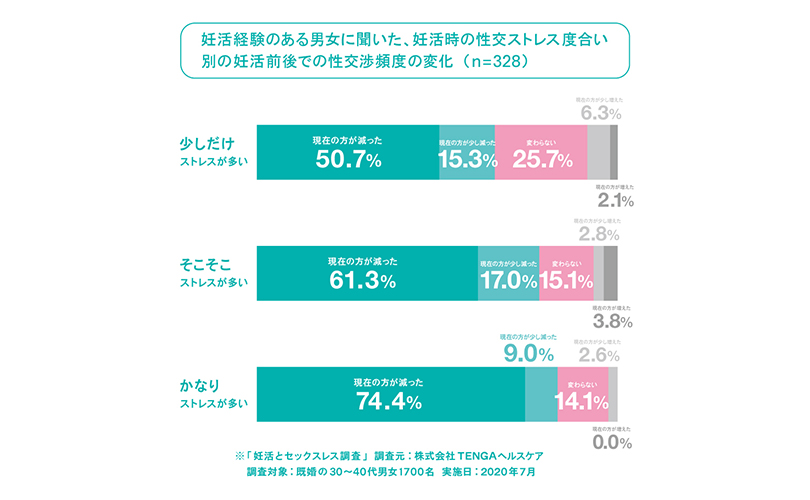 妊活経験のある男女に聞いた、妊活時の性交ストレス度合い
別の妊活前後での性交渉頻度の変化（n=328）
現在の方が少し増えた
6.3%
少しだけ
ストレスが多い
現在の方が減った
50.7%
現在の方が少し減った
15.3%
変わらない
25.7%
現在の方が増えた
2.1%
現在の方が少し増えた
2.8%
そこそこ
ストレスが多い
現在の方が減った
61.3%
現在の方が少し減った
17.0%
変わらない
15.1%
現在の方が増えた
3.8%
現在の方が少し減った
9.0%
現在の方が少し増えた
2.6%
かなり
ストレスが多い
現在の方が減った
74.4%
変わらない
14.1%
現在の方が増えた
0.0%
※「妊活とセックスレス調査」 調査元：株式会社TENGAヘルスケア
調査対象：既婚の30〜40代男女1700名 実施日：2020年7月